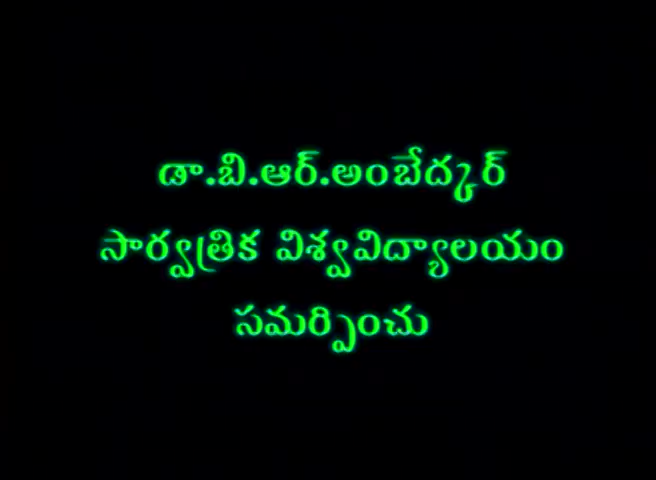 డా.బి.ఆర్.అంబేద్కర్
సార్వత్రిక విశ్వవిద్యాలయం
సమర్పించు